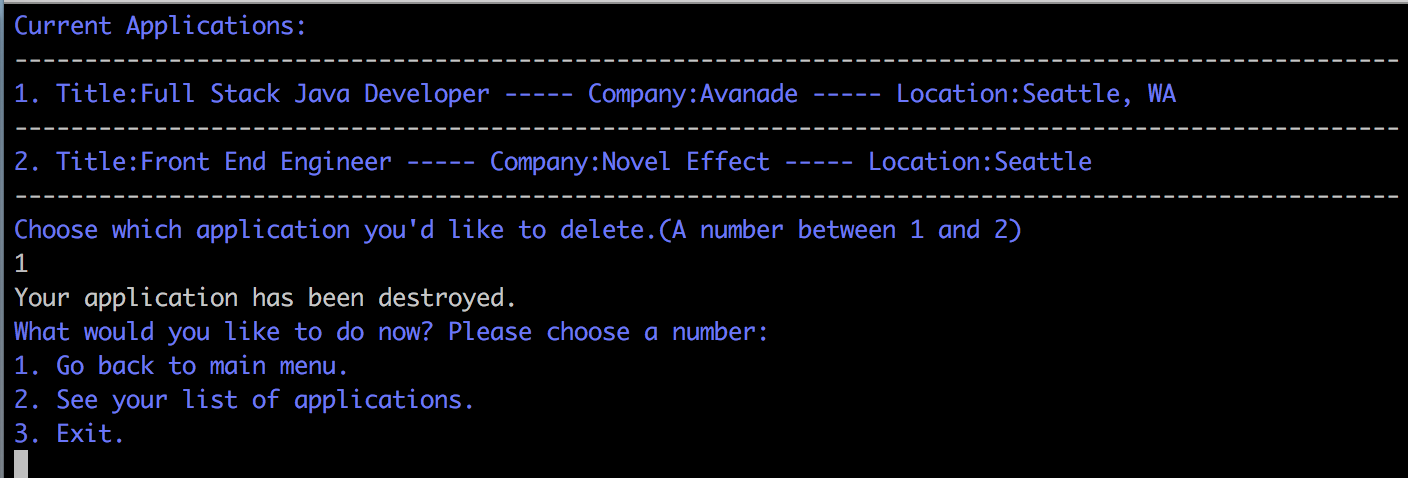 Current Applications:
---------------------------------------------------------------------------------------------------
1. Title:Full Stack Java Developer ----- Company:Avanade ----- Location:Seattle, WA
---------------------------------------------------------------------------------------------------
2. Title:Front End Engineer ----- Company:Novel Effect ----- Location:Seattle
---------------------------------------------------------------------------------------------------
Choose which application you'd like to delete.(A number between 1 and 2)
1
Your application has been destroyed.
What would you like to do now? Please choose a number:
1. Go back to main menu.
2. See your list of applications.
3. Exit.